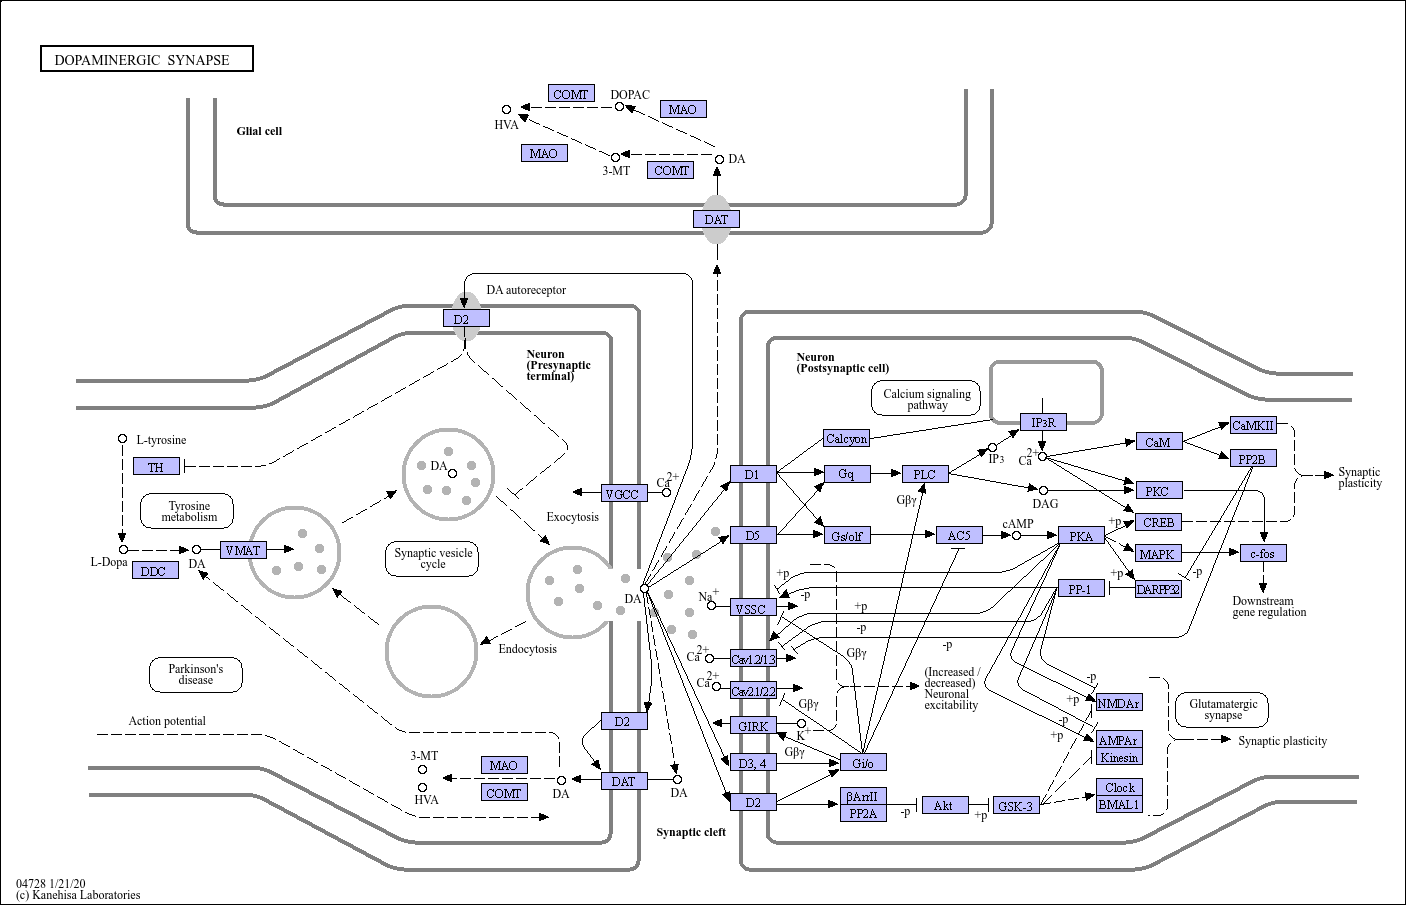 DOPAMINERGIC SYNAPSE
Glial cell
COMT
DOPAC
MAO
HVA
MAO
3-MT
COMT
DA
DAT
DA autoreceptor
D2
Neuron
(Presynaptic
terminal)
L-tyrosine
TH
Tyrosine
metabolism
DA
VGCC
Ca2+
Exocytosis
L-Dopa
DDC
DA
VMAT
Synaptic vesicle
cycle
DA
Endocytosis
Parkinson's
disease
Action potential
D2
3-MT
HVA
MAO
COMT
DA
DAT
DA
Synaptic cleft
Neuron
(Postsynaptic cell)
Calcium signaling
pathway
Calcyon
IP3R
IP3
Ca2+
CaM
CaMKII
PP2B
Synaptic
plasticity
D1
Gq
PLC
DAG
PKC
Gβγ
cAMP
+p
CREB
D5
Gs/olf
AC5
PKA
MAPK
c-fos
+p
-p
PP-1
DARPP32
Downstream
gene regulation
+p
-p
Na+
VSSC
+p
-p
-p
Ca2+
Cav1.2/1.3
Gβγ
Ca2+
Cav2.1/2.2
(Increased /
decreased)
Neuronal
excitability
Gβγ
GIRK
K+
Gβγ
D3, 4
Gi/o
D2
βArrII
PP2A
-p
Akt
+p
GSK-3
-p
+p
NMDAr
-p
+p
AMPAr
Kinesin
Clock
BMAL1
Glutamatergic
synapse
Synaptic plasticity
04728 1/21/20
(c) Kanehisa Laboratories